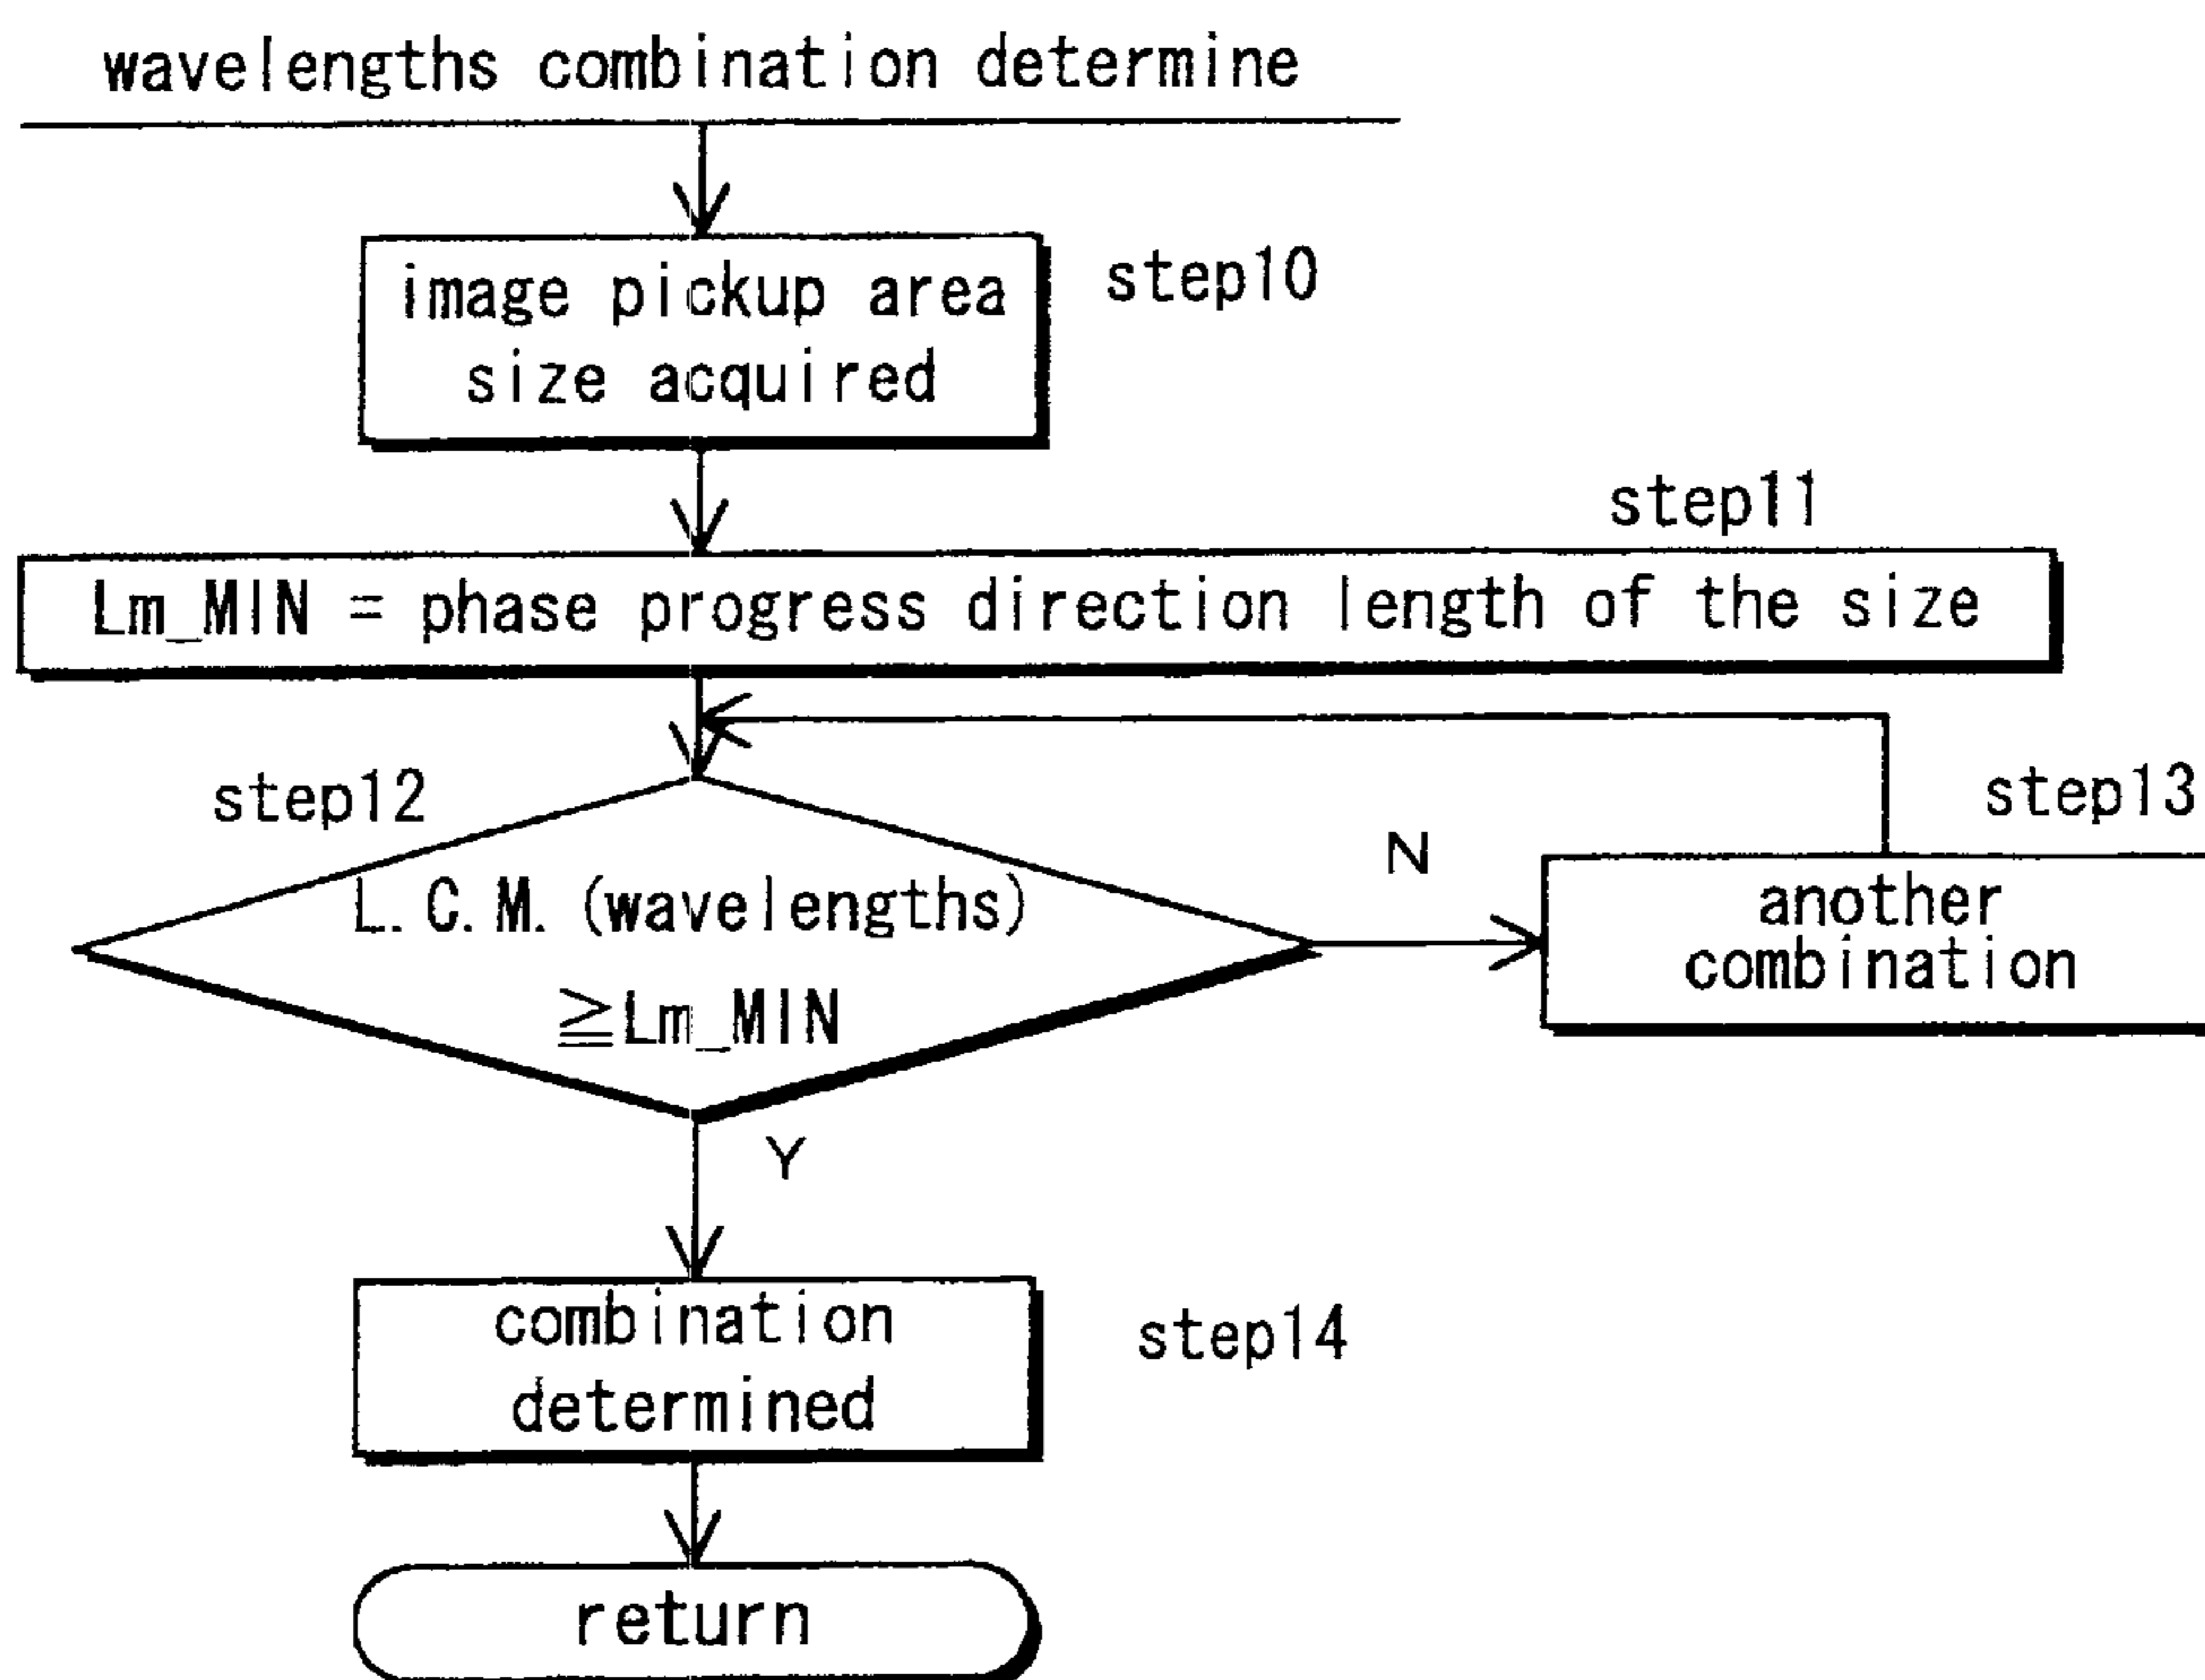 wavelengths combination determine
image pickup area
size acquired
step10
step11
Lm_MIN = phase progress direction length of the size
step12
L.C.M.(wavelengths)
≧Lm_MIN
N
step13
another
combination
Y
combination
determined
step14
return